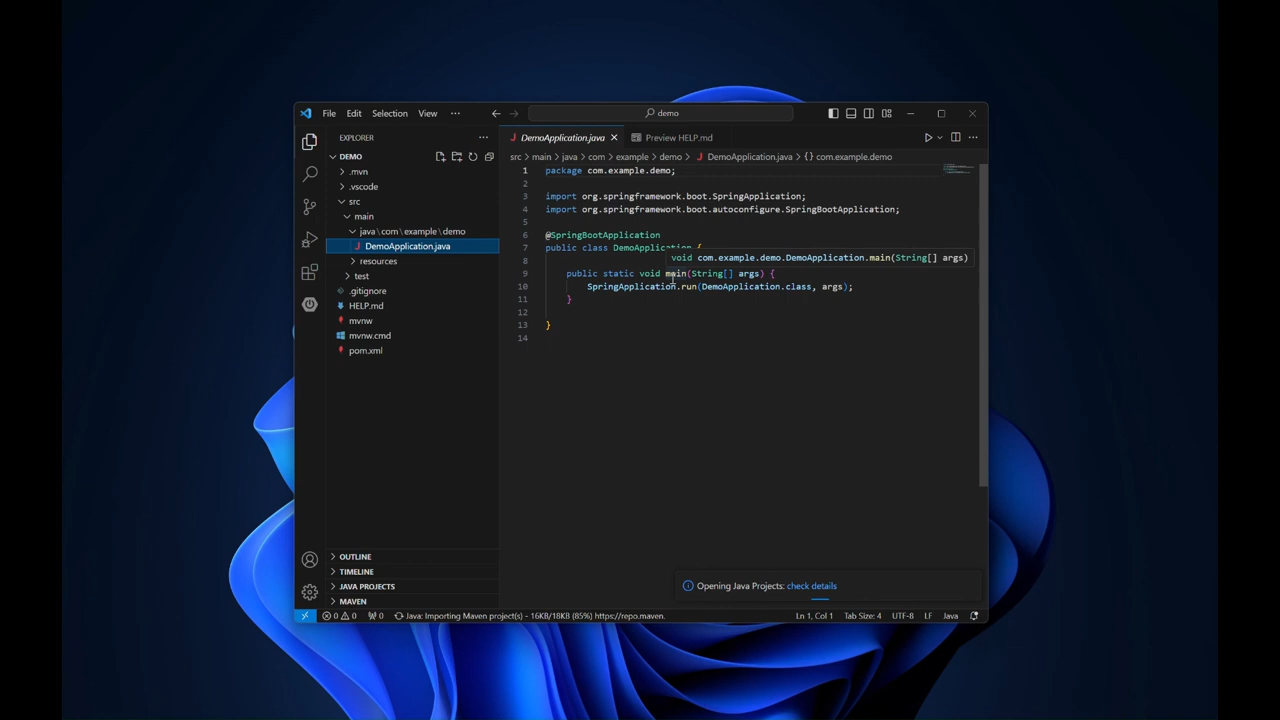 File Edit Selection View ··· demo
EXPLORER ···
DemoApplication.java
Preview HELP.md
DEMO
src > main > java > com > example > demo > DemoApplication.java > {} com.example.demo
.mvn
.vscode
src
main
java\com\example\demo
DemoApplication.java
resources
test
.gitignore
HELP.md
mvnw
mvnw.cmd
pom.xml
1 package com.example.demo;
2
3 import org.springframework.boot.SpringApplication;
4 import org.springframework.boot.autoconfigure.SpringBootApplication;
5
6 @SpringBootApplication
7 public class DemoApplication {
8
void com.example.demo.DemoApplication.main(String[] args)
9 public static void main(String[] args) {
10 SpringApplication.run(DemoApplication.class, args);
11 }
12
13 }
14
OUTLINE
TIMELINE
JAVA PROJECTS
MAVEN
Opening Java Projects: check details
0 0 0 Java: Importing Maven project(s) - 16KB/18KB (85%) https://repo.maven.
Ln 1, Col 1 Tab Size: 4 UTF-8 LF Java